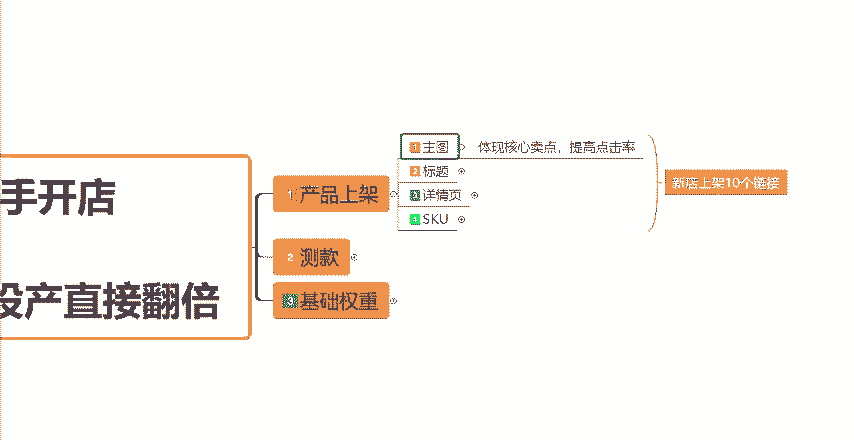 手开店
投产直接翻倍
1 产品上架
1 主图
体现核心卖点，提高点击率
2 标题
3 详情页
4 SKU
新店上架10个链接
2 测款
3 基础权重